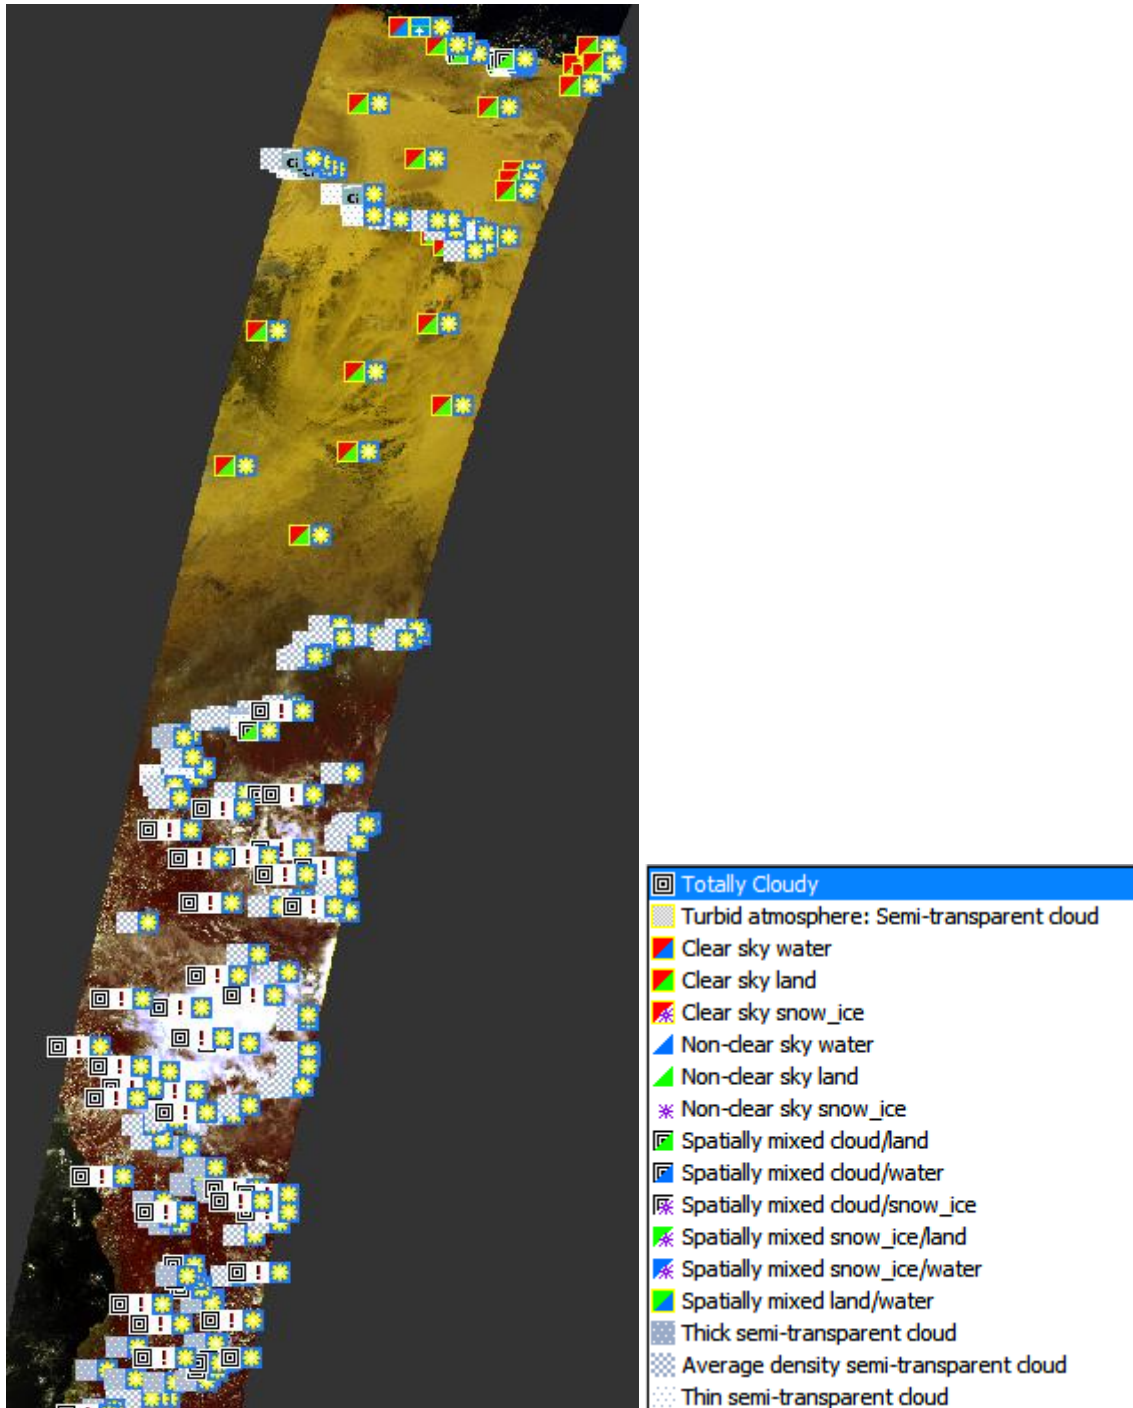 ci
ci
Totally Cloudy
Turbid atmosphere: Semi-transparent cloud
Clear sky water
Clear sky land
Clear sky snow_ice
Non-clear sky water
Non-clear sky land
Non-clear sky snow_ice
Spatially mixed cloud/land
Spatially mixed cloud/water
Spatially mixed cloud/snow_ice
Spatially mixed snow_ice/land
Spatially mixed snow_ice/water
Spatially mixed land/water
Thick semi-transparent cloud
Average density semi-transparent cloud
Thin semi-transparent cloud